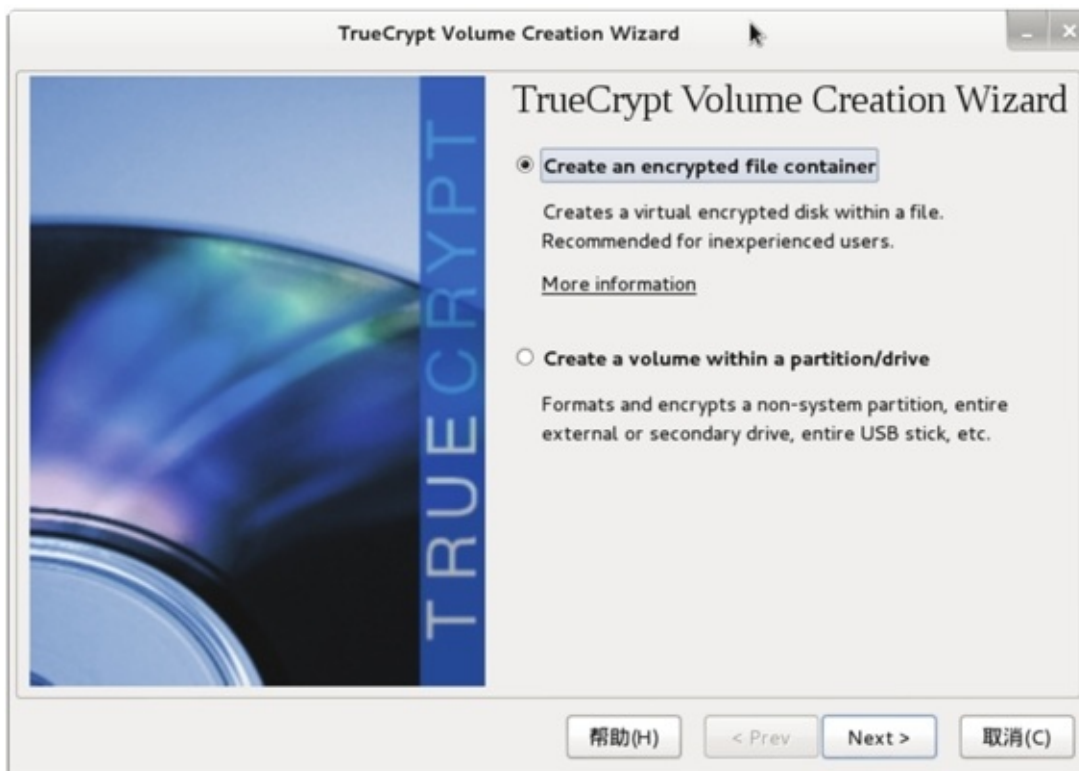 TrueCrypt Volume Creation Wizard
TRUECRYPT
TrueCrypt Volume Creation Wizard
Create an encrypted file container
Creates a virtual encrypted disk within a file.
Recommended for inexperienced users.
More information
Create a volume within a partition/drive
Formats and encrypts a non-system partition, entire
external or secondary drive, entire USB stick, etc.
帮助(H) < Prev Next > 取消(C)